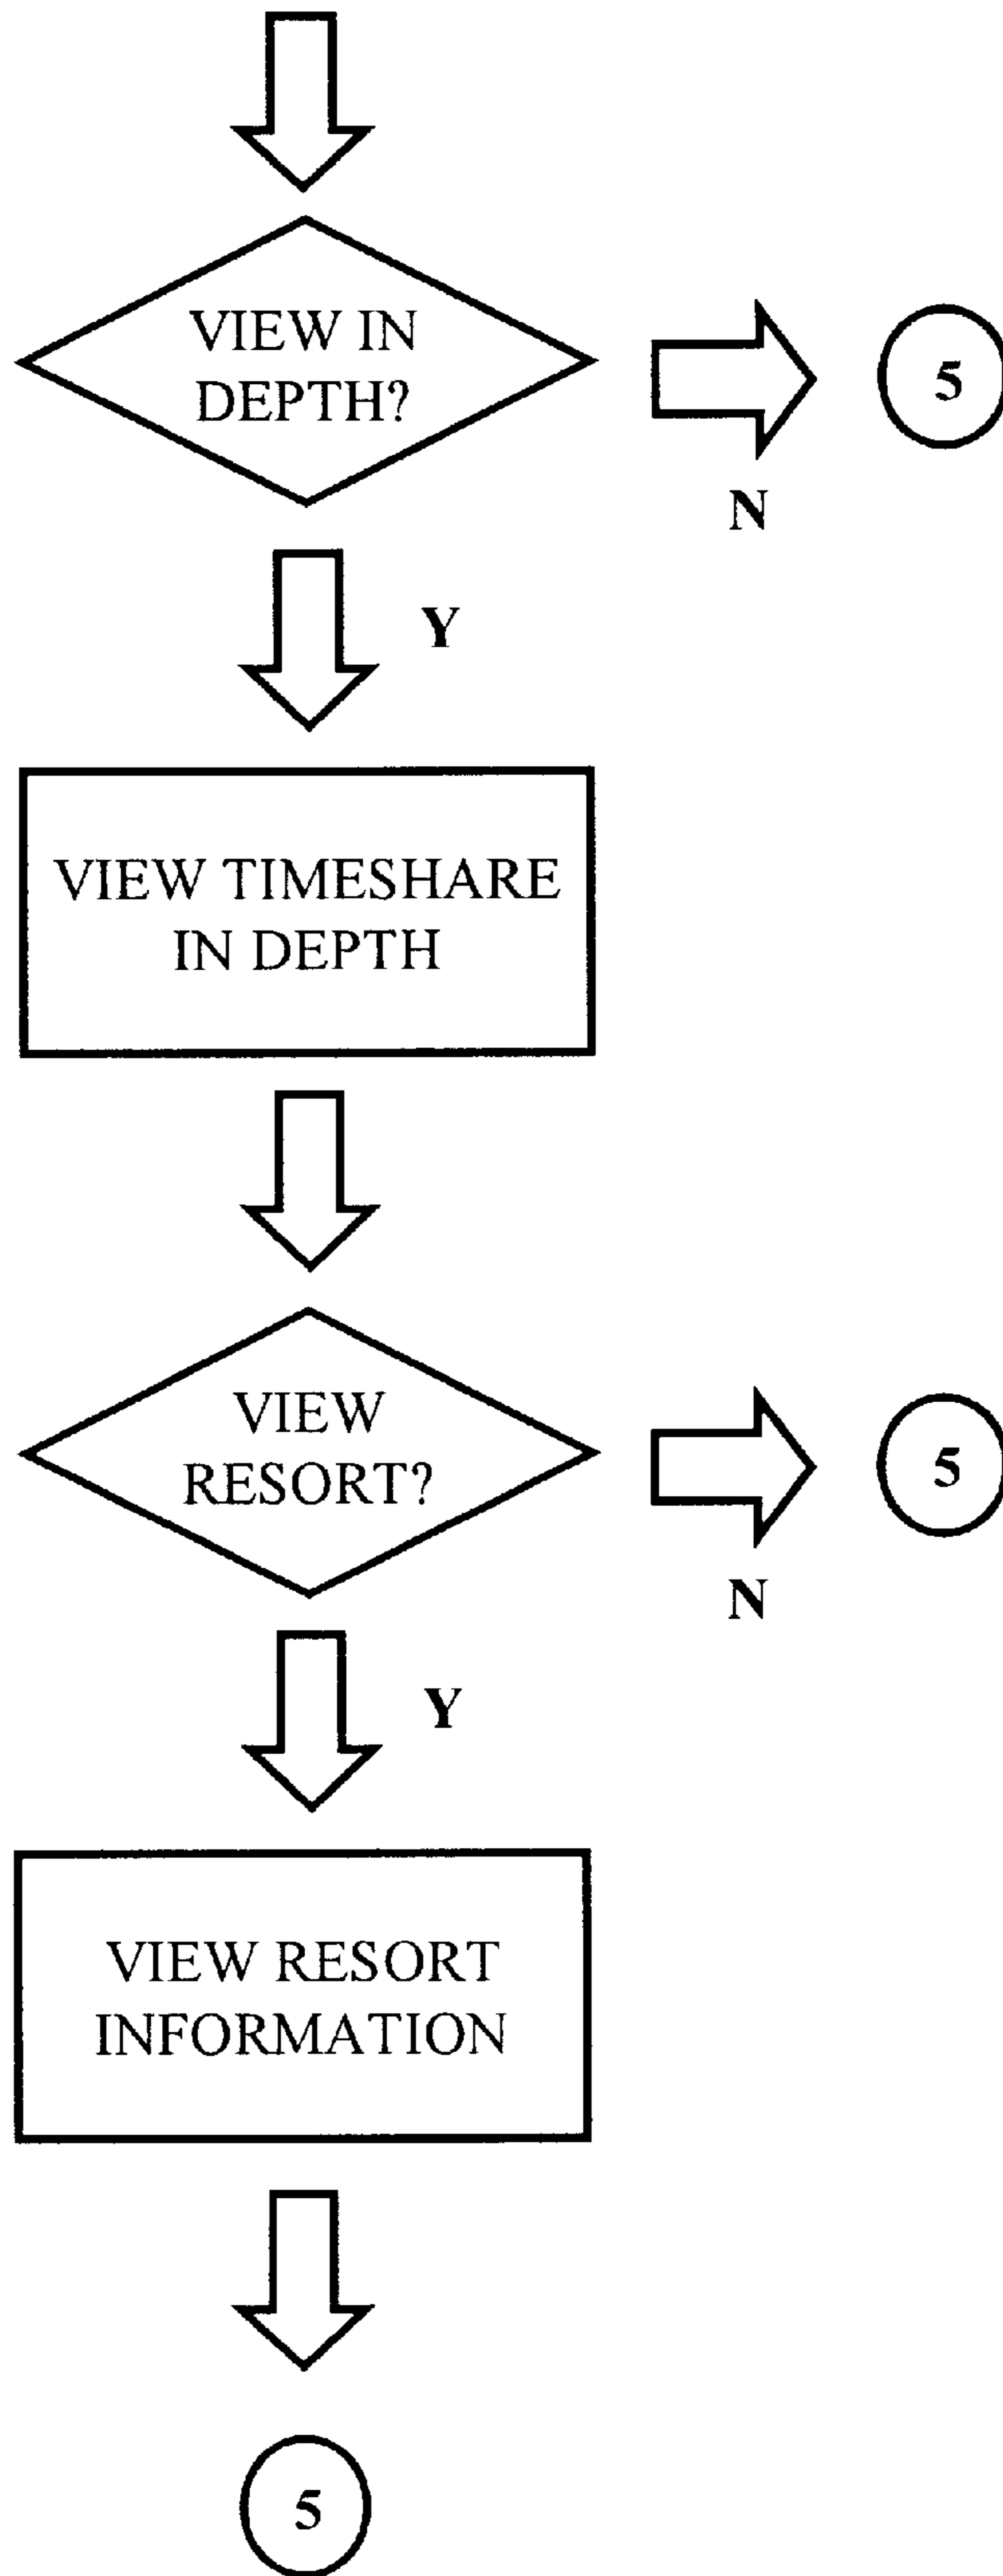 VIEW IN
DEPTH?
5
N
Y
VIEW TIMESHARE
IN DEPTH
VIEW
RESORT?
5
N
Y
VIEW RESORT
INFORMATION
5